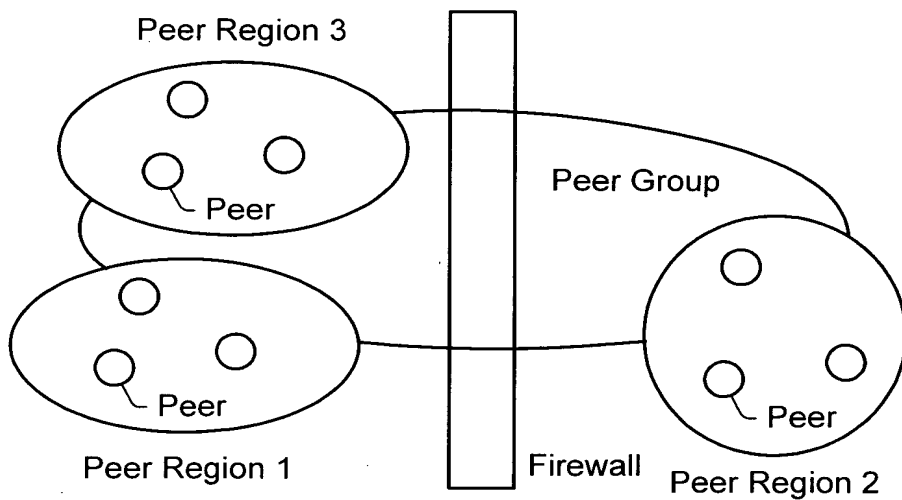 Peer Region 3
Peer Group
Peer
Peer
Peer
Peer Region 1
Firewall
Peer Region 2